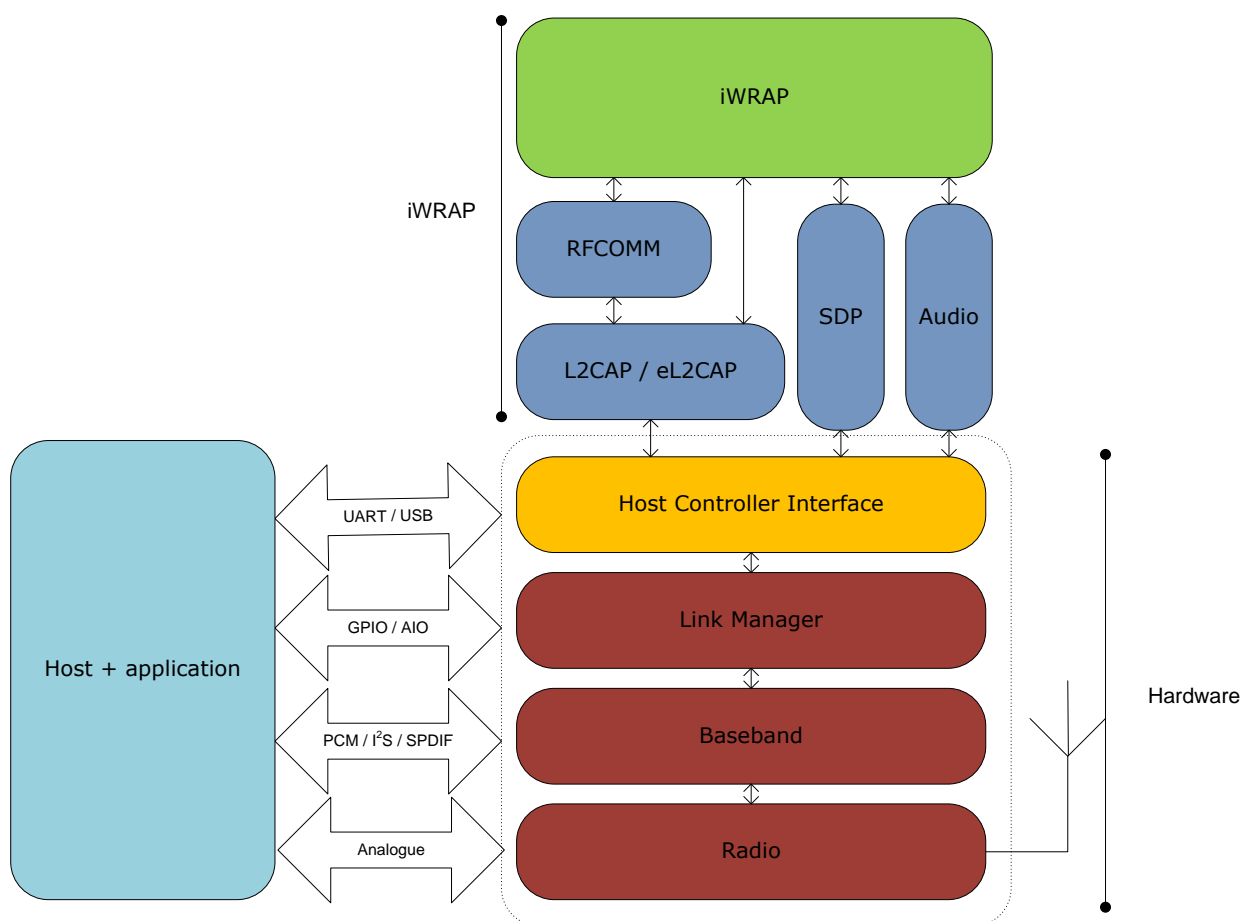 iWRAP
iWRAP
RFCOMM
SDP
Audio
L2CAP / eL2CAP
Host Controller Interface
UART / USB
Link Manager
GPIO / AIO
Host + application
Hardware
Baseband
PCM / I²S / SPDIF
Radio
Analogue